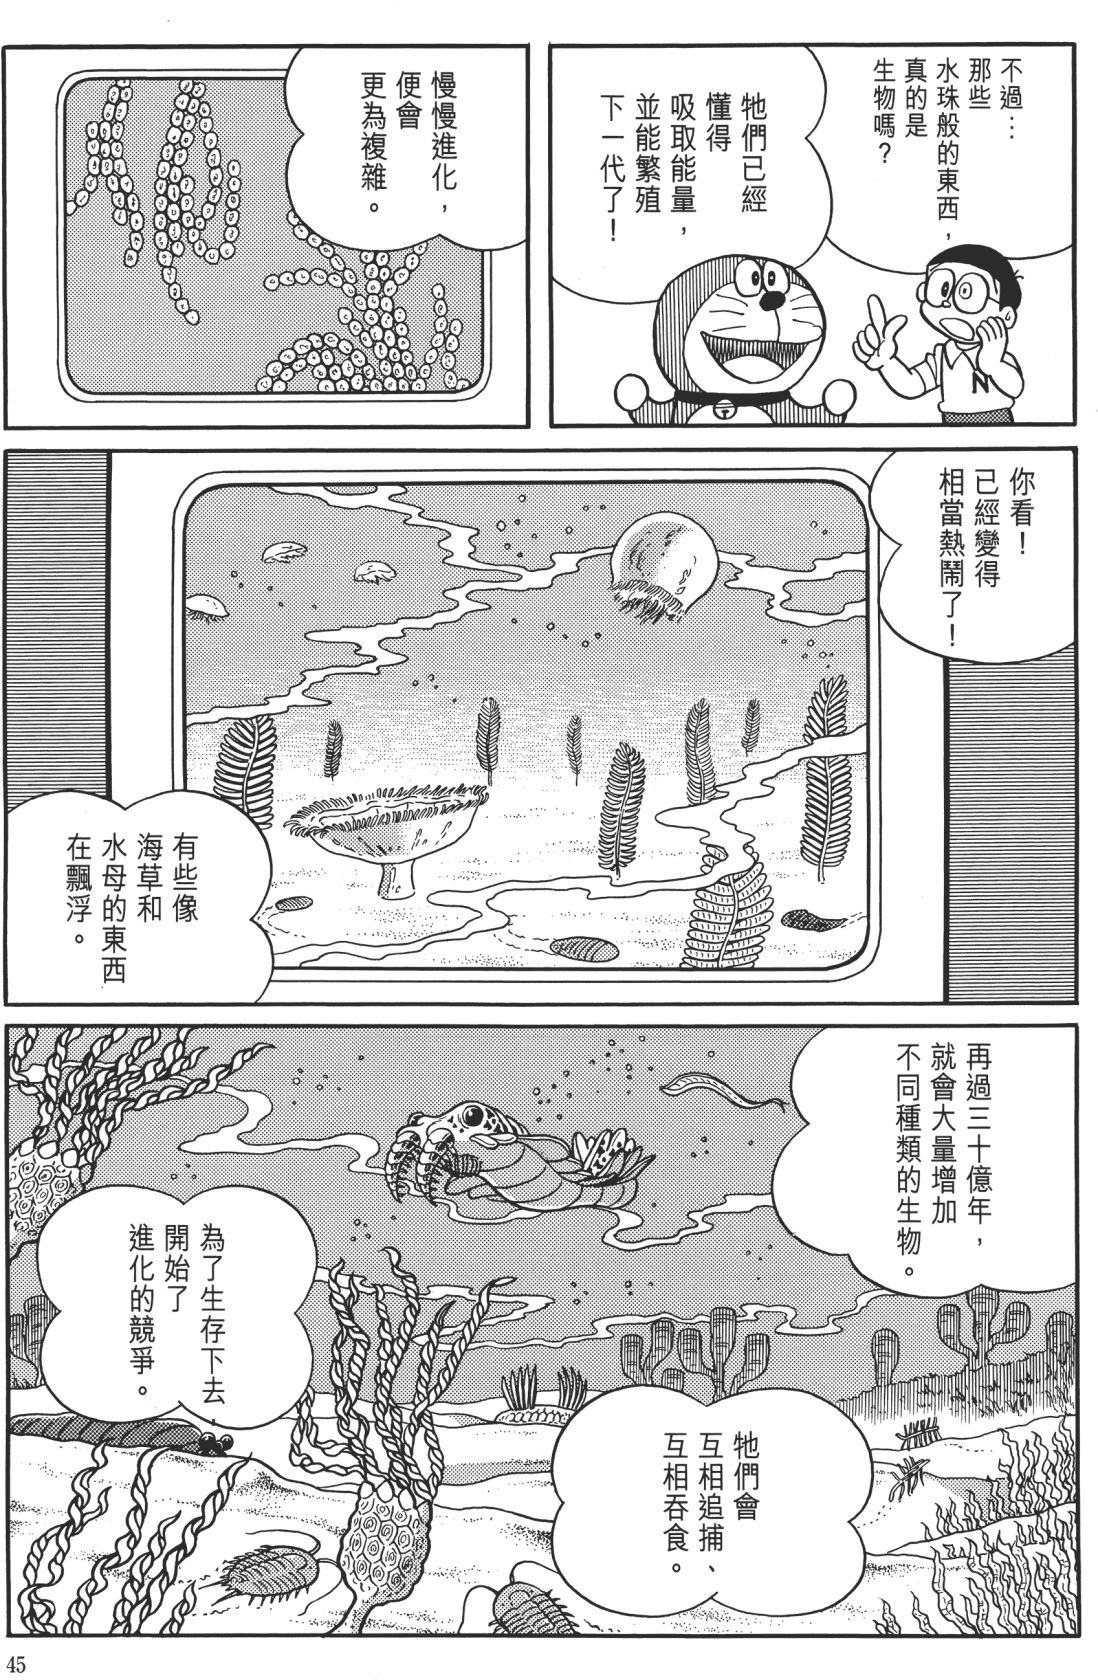 不過…
那些
水珠般的東西，
真的是
生物嗎？
牠們已經
懂得
吸取能量，
並能繁殖
下一代了！
N
慢慢進化，
便會
更為複雜。
你看！
已經變得
相當熱鬧了！
有些像
海草和
水母的東西
在飄浮。
再過三十億年，
就會大量增加
不同種類的生物。
為了生存下去，
開始了
進化的競爭。
牠們會
互相追捕、
互相吞食。
45